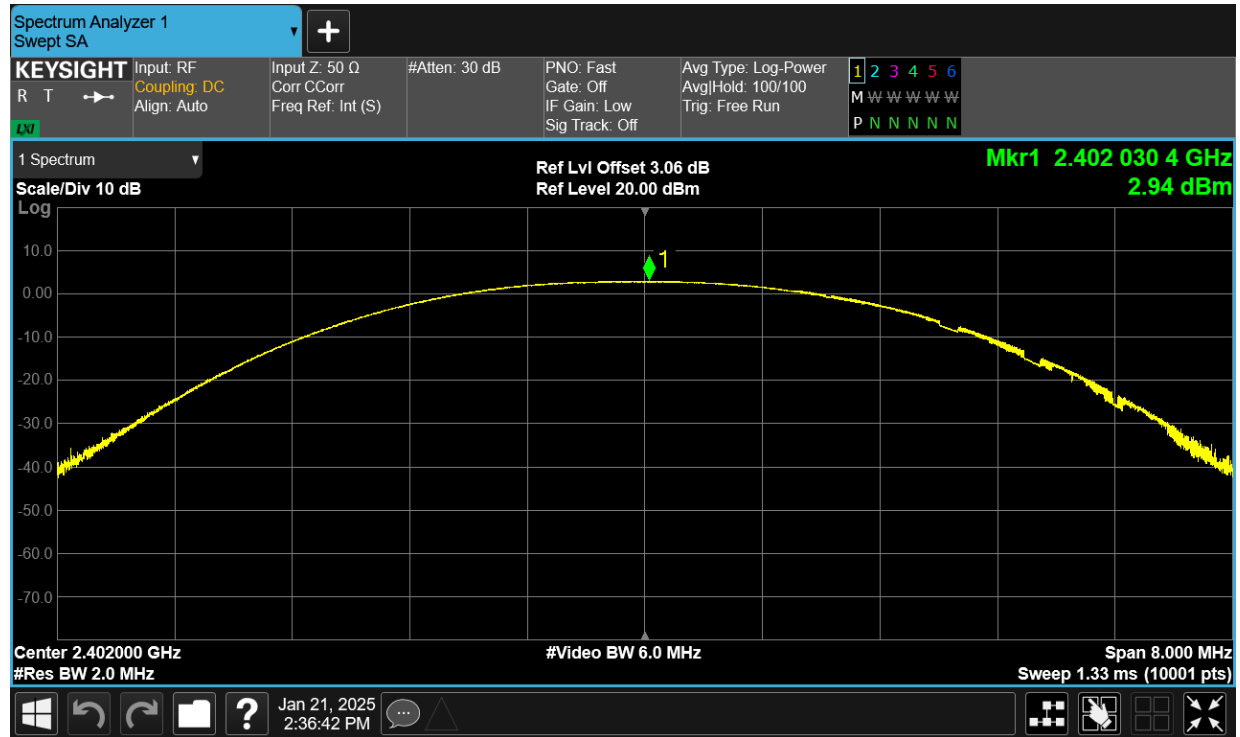 Spectrum Analyzer 1
Swept SA
KEYSIGHT
R T
LXI
Input: RF
Coupling: DC
Align: Auto
Input Z: 50 Ω
Corr CCorr
Freq Ref: Int (S)
#Atten: 30 dB
PNO: Fast
Gate: Off
IF Gain: Low
Sig Track: Off
Avg Type: Log-Power
Avg|Hold: 100/100
Trig: Free Run
1 2 3 4 5 6
M W W W W W
P N N N N N
1 Spectrum
Scale/Div 10 dB
Log
Ref Lvl Offset 3.06 dB
Ref Level 20.00 dBm
Mkr1 2.402 030 4 GHz
2.94 dBm
1
10.0
0.00
-10.0
-20.0
-30.0
-40.0
-50.0
-60.0
-70.0
Center 2.402000 GHz
#Video BW 6.0 MHz
Span 8.000 MHz
#Res BW 2.0 MHz
Sweep 1.33 ms (10001 pts)
?
Jan 21, 2025
2:36:42 PM